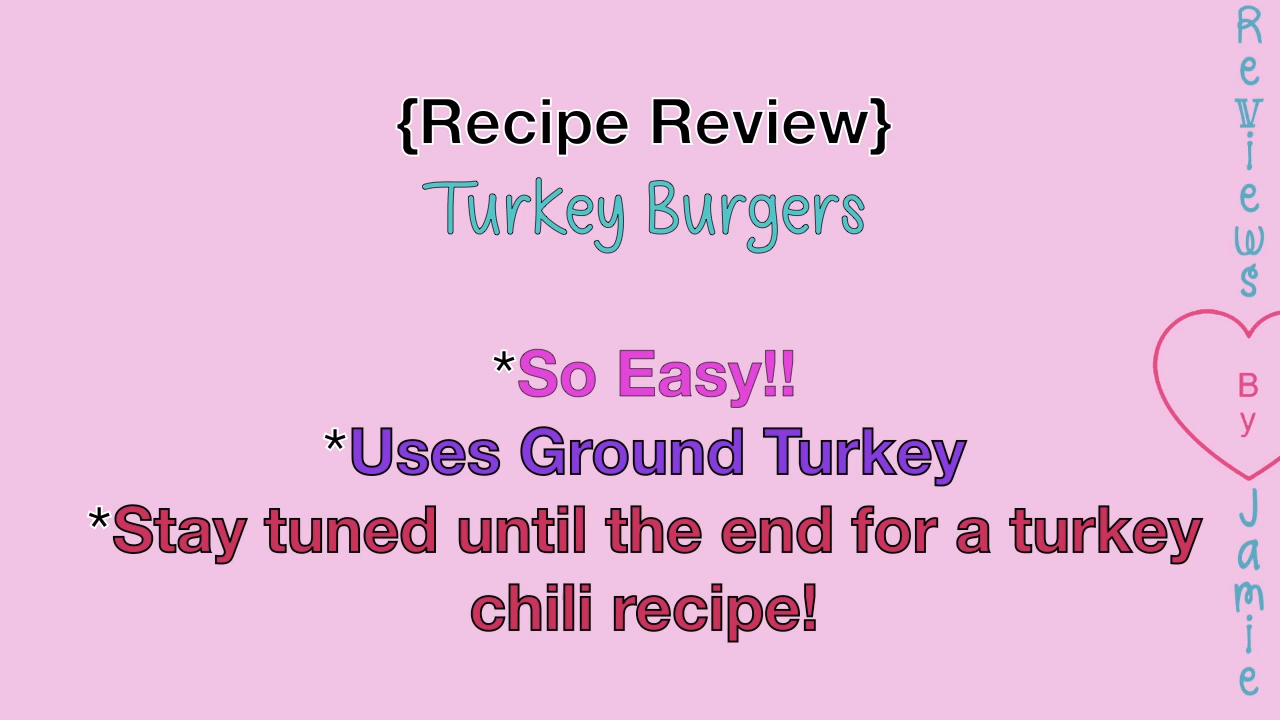 {Recipe Review}
Turkey Burgers
*So Easy!!
*Uses Ground Turkey
*Stay tuned until the end for a turkey
chili recipe!
ReVieWs
By
Jamie